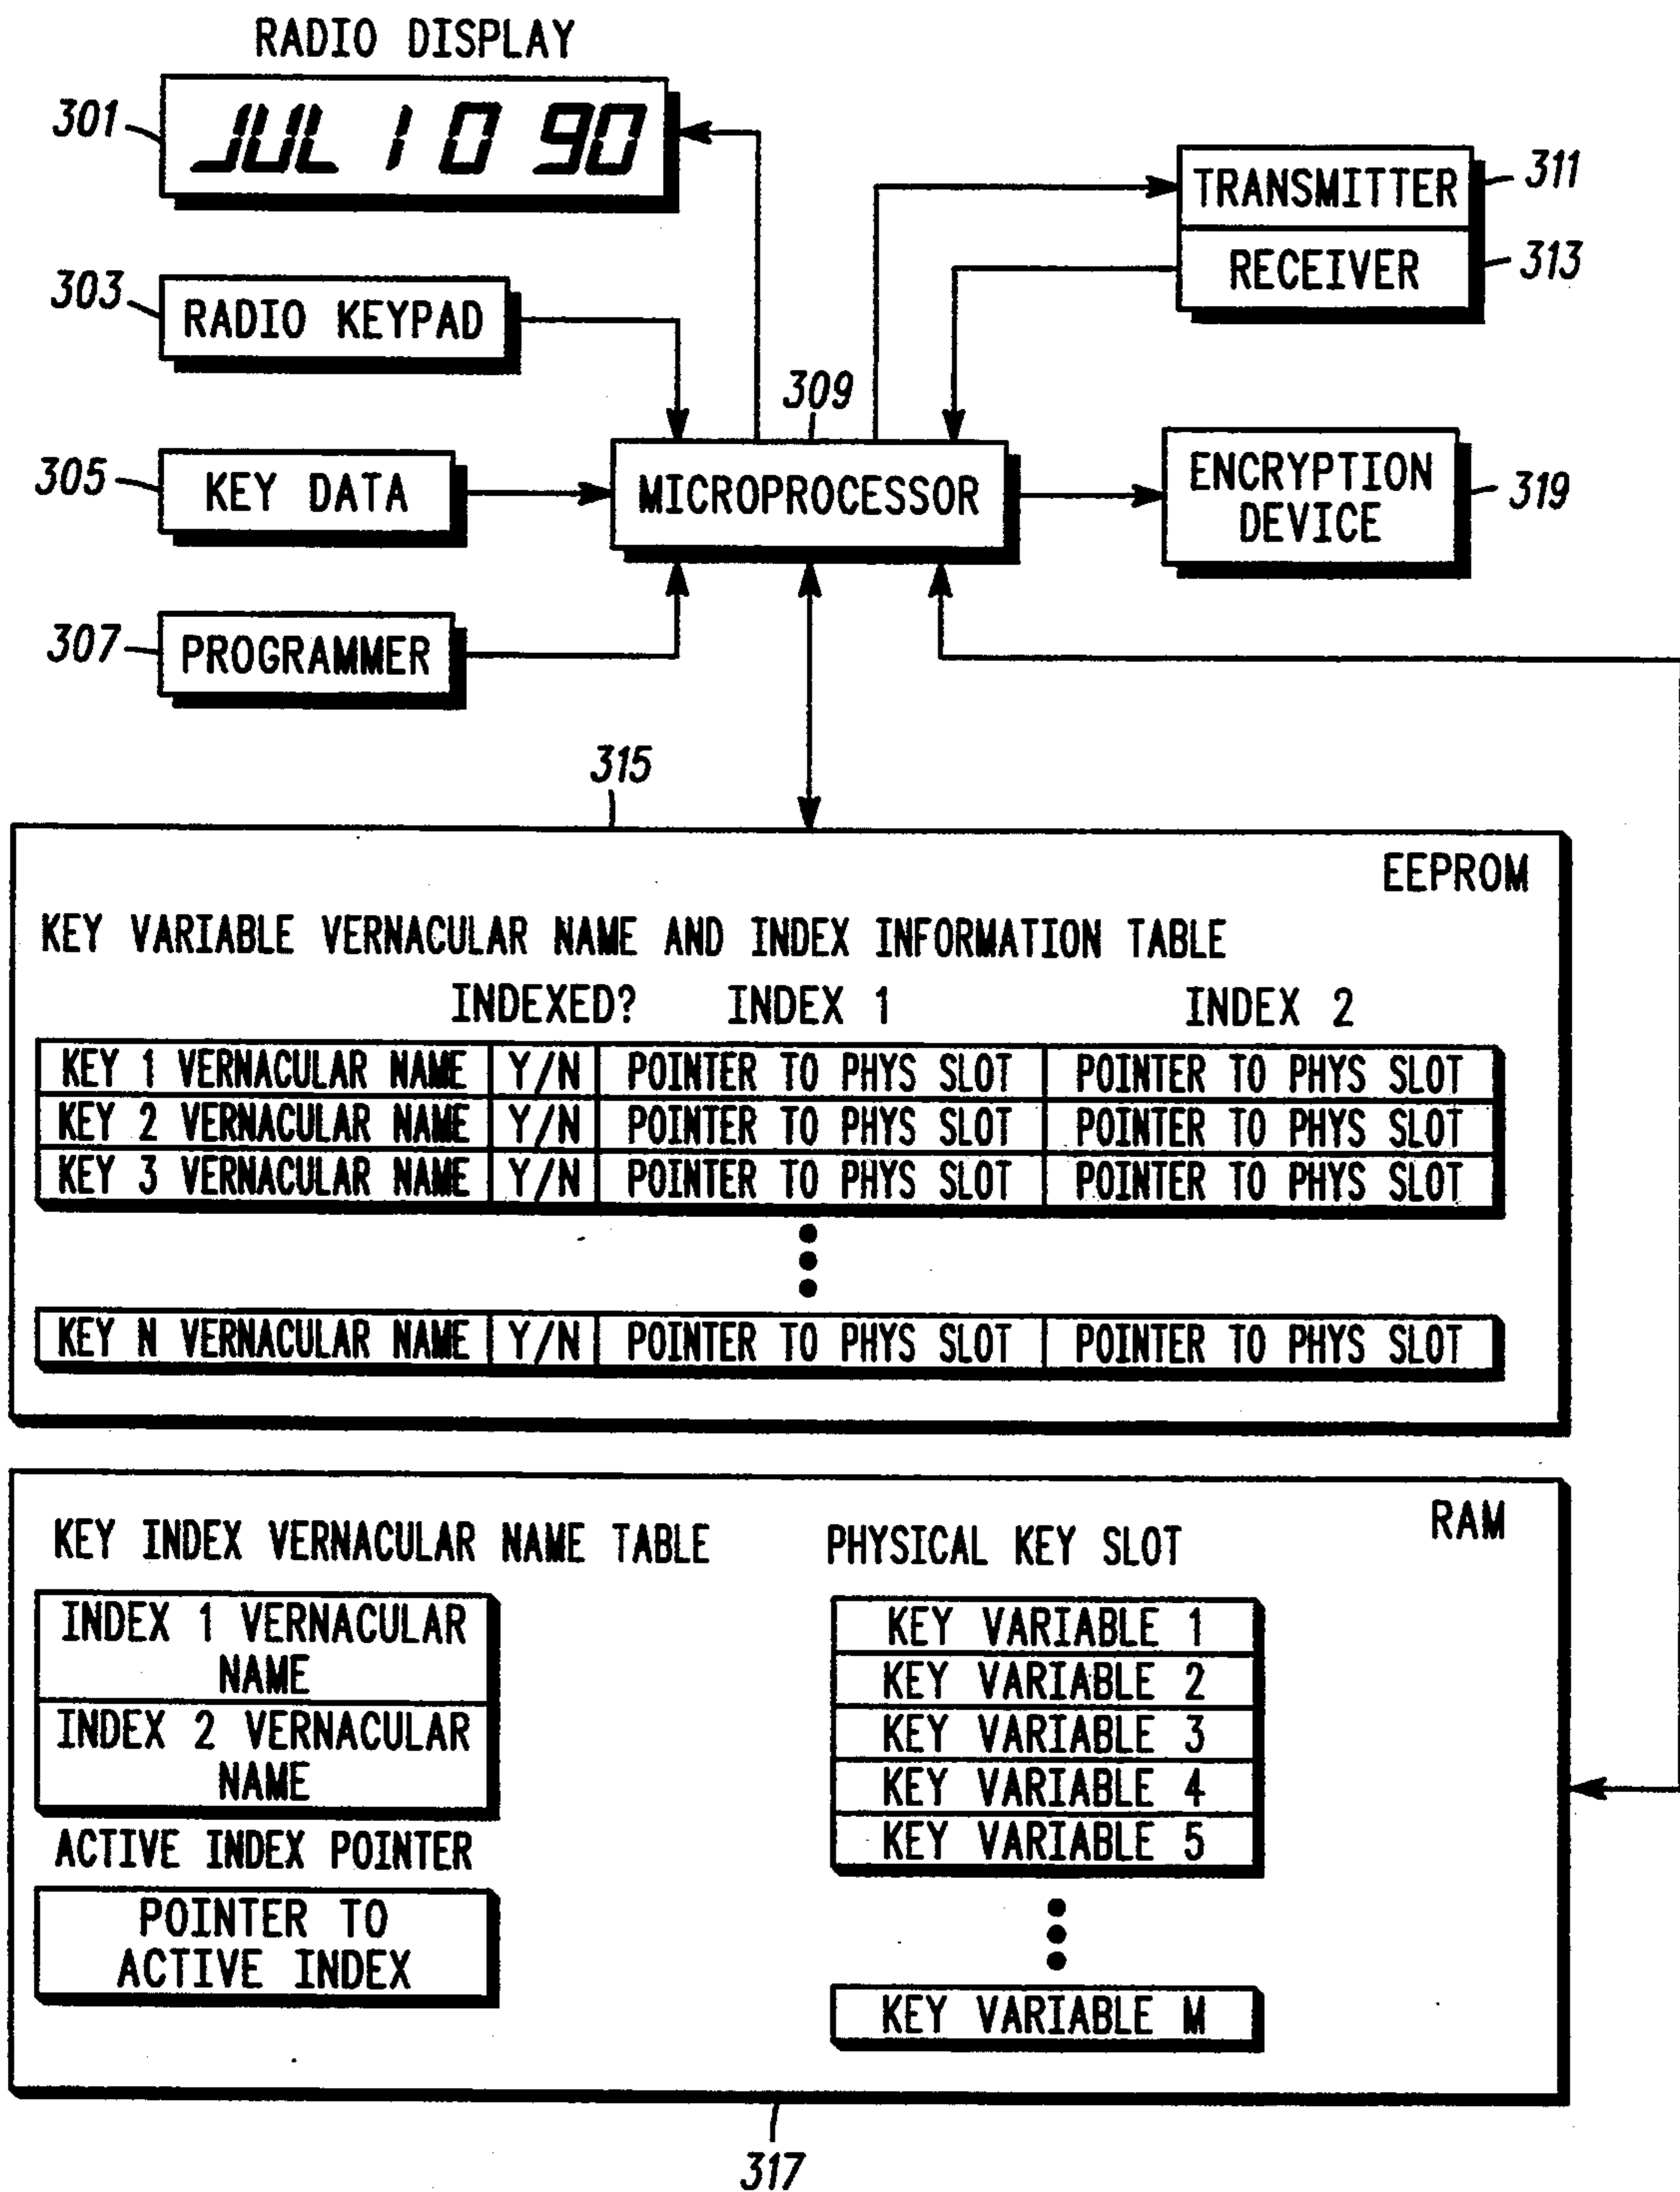 RADIO DISPLAY
301
JUL 10 90
TRANSMITTER
311
RECEIVER
313
303
RADIO KEYPAD
309
305
KEY DATA
MICROPROCESSOR
ENCRYPTION
DEVICE
319
307
PROGRAMMER
315
EEPROM
KEY VARIABLE VERNACULAR NAME AND INDEX INFORMATION TABLE
INDEXED? INDEX 1 INDEX 2
KEY 1 VERNACULAR NAME Y/N POINTER TO PHYS SLOT POINTER TO PHYS SLOT
KEY 2 VERNACULAR NAME Y/N POINTER TO PHYS SLOT POINTER TO PHYS SLOT
KEY 3 VERNACULAR NAME Y/N POINTER TO PHYS SLOT POINTER TO PHYS SLOT
KEY N VERNACULAR NAME Y/N POINTER TO PHYS SLOT POINTER TO PHYS SLOT
RAM
KEY INDEX VERNACULAR NAME TABLE
INDEX 1 VERNACULAR
NAME
INDEX 2 VERNACULAR
NAME
ACTIVE INDEX POINTER
POINTER TO
ACTIVE INDEX
PHYSICAL KEY SLOT
KEY VARIABLE 1
KEY VARIABLE 2
KEY VARIABLE 3
KEY VARIABLE 4
KEY VARIABLE 5
KEY VARIABLE M
317